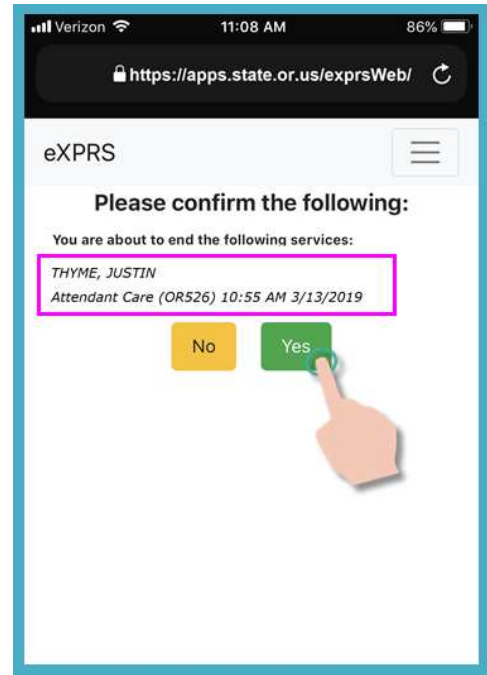 Verizon 11:08 AM 86%
https://apps.state.or.us/exprsWeb/
eXPRS
Please confirm the following:
You are about to end the following services:
THYME, JUSTIN
Attendant Care (OR526) 10:55 AM 3/13/2019
No Yes